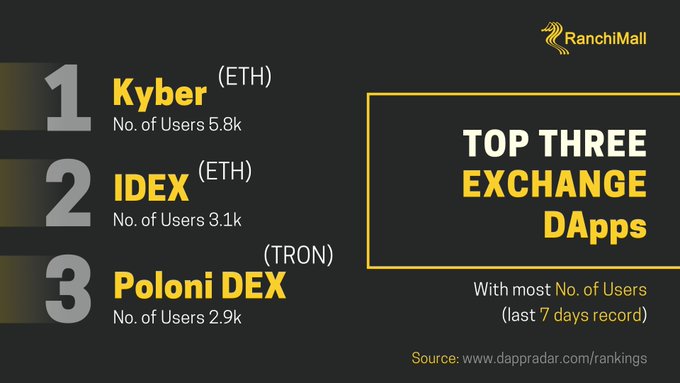 RanchiMall
1
Kyber (ETH)
No. of Users 5.8k
2
IDEX (ETH)
No. of Users 3.1k
3
Poloni DEX (TRON)
No. of Users 2.9k
TOP THREE
EXCHANGE
DApps
With most No. of Users
(last 7 days record)
Source: www.dappradar.com/rankings